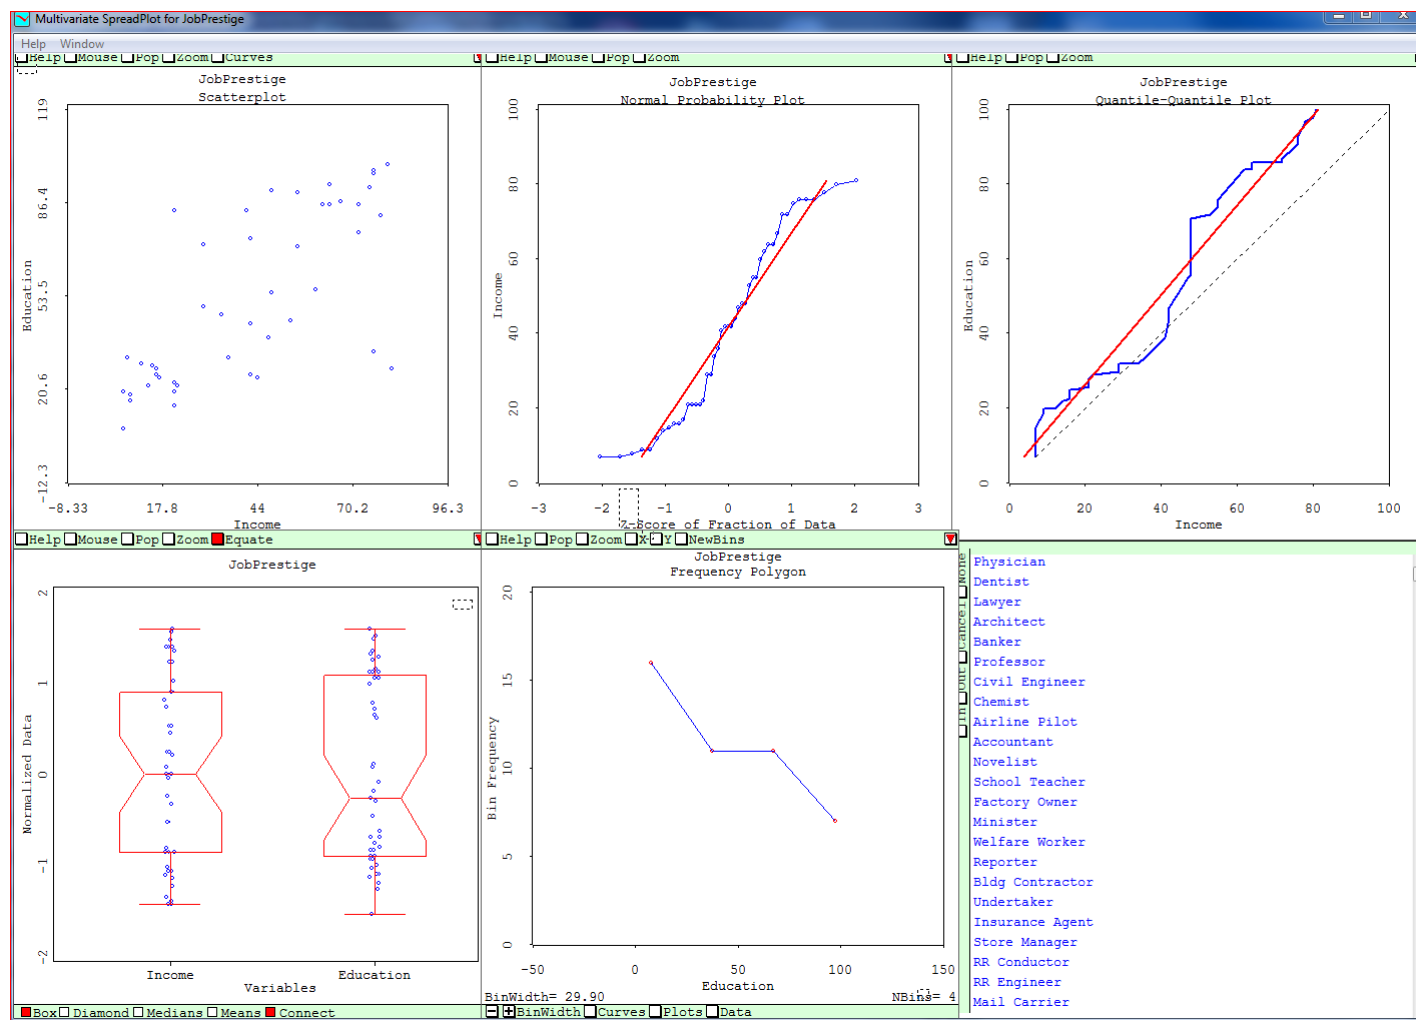 Multivariate SpreadPlot for JobPrestige
Help Window
Help Mouse Pop Zoom Curves
JobPrestige
Scatterplot
119
86.4
53.5
20.6
-12.3
Education
-8.33 17.8 44 70.2 96.3
Income
Help Mouse Pop Zoom
JobPrestige
Normal Probability Plot
100
80
60
40
20
0
Income
-3 -2 -1 0 1 2 3
Z-Score of Fraction of Data
Help Pop Zoom
JobPrestige
Quantile-Quantile Plot
100
80
60
40
20
0
Education
0 20 40 60 80 100
Income
Help Mouse Pop Zoom Equate
JobPrestige
2
1
0
-1
-2
Normalized Data
Income Education
Variables
Box Diamond Medians Means Connect
Help Pop Zoom X Y NewBins
JobPrestige
Frequency Polygon
20
15
10
5
0
Bin Frequency
-50 0 50 100 150
Education
BinWidth= 29.90 NBins= 4
BinWidth Curves Plots Data
None
Cancel
Out
In
Physician
Dentist
Lawyer
Architect
Banker
Professor
Civil Engineer
Chemist
Airline Pilot
Accountant
Novelist
School Teacher
Factory Owner
Minister
Welfare Worker
Reporter
Bldg Contractor
Undertaker
Insurance Agent
Store Manager
RR Conductor
RR Engineer
Mail Carrier